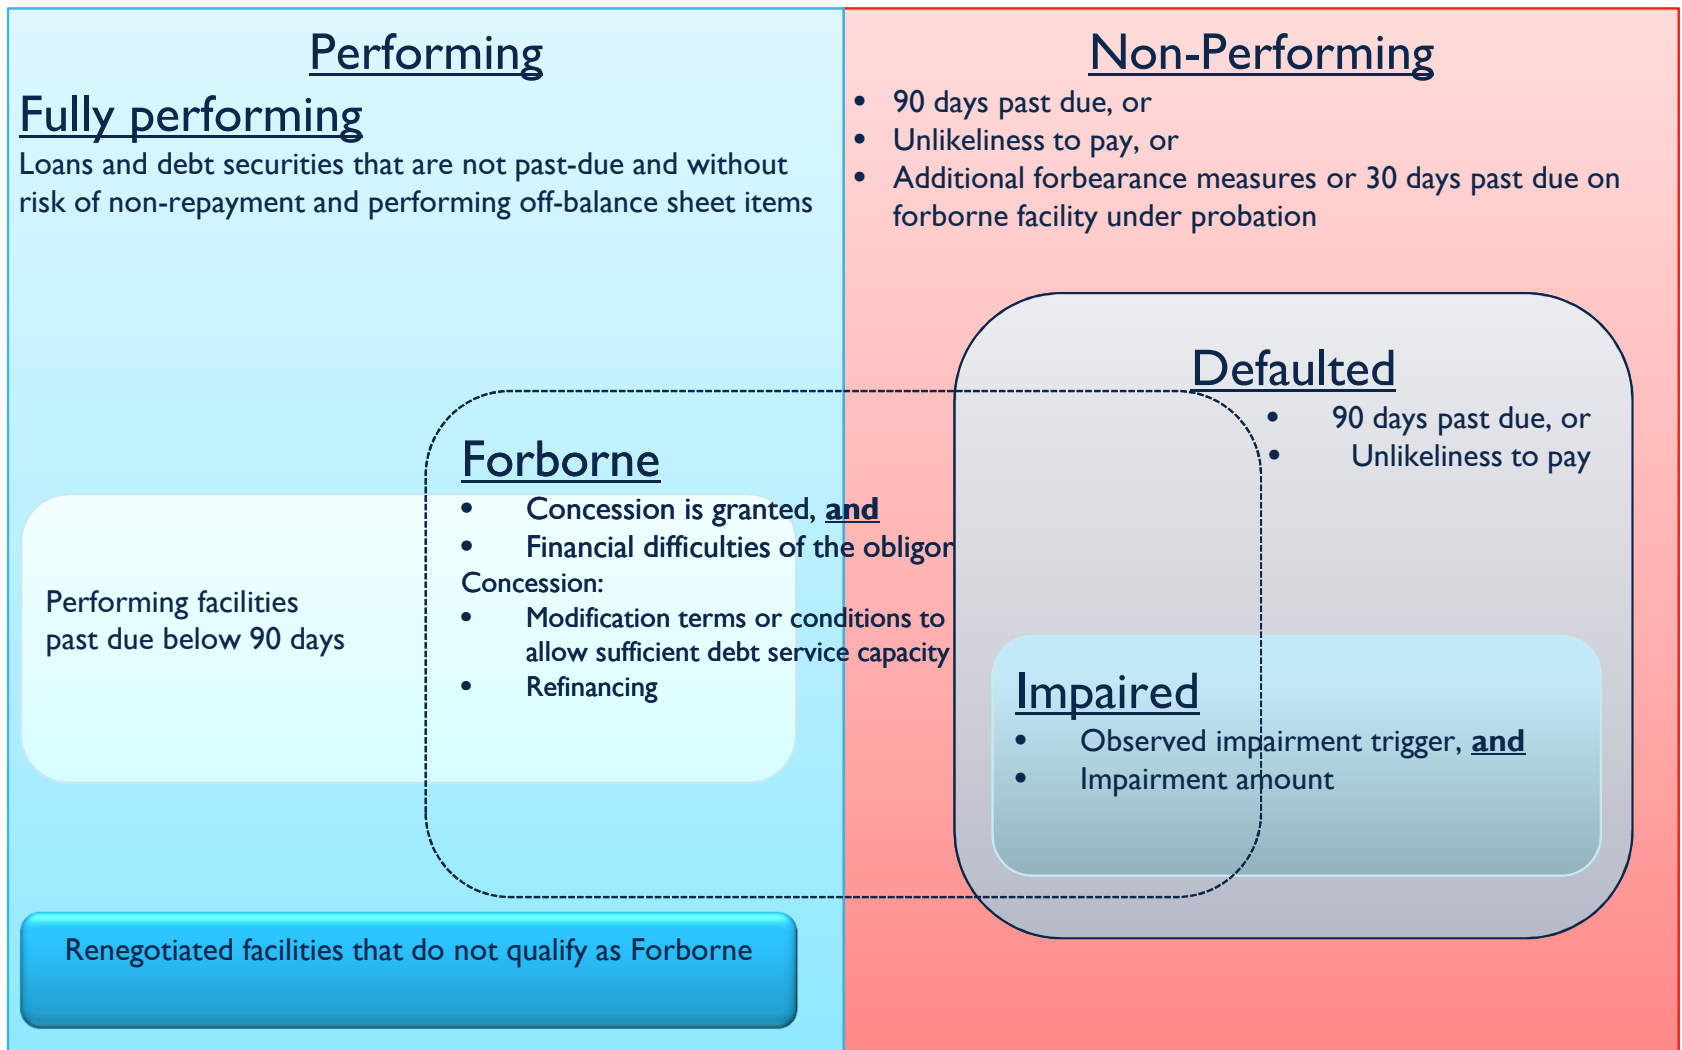 Performing
Fully performing
Loans and debt securities that are not past-due and without
risk of non-repayment and performing off-balance sheet items
Non-Performing
• 90 days past due, or
• Unlikeliness to pay, or
• Additional forbearance measures or 30 days past due on
forborne facility under probation
Defaulted
• 90 days past due, or
• Unlikeliness to pay
Forborne
• Concession is granted, and
• Financial difficulties of the obligor
Concession:
• Modification terms or conditions to
allow sufficient debt service capacity
• Refinancing
Performing facilities
past due below 90 days
Impaired
• Observed impairment trigger, and
• Impairment amount
Renegotiated facilities that do not qualify as Forborne